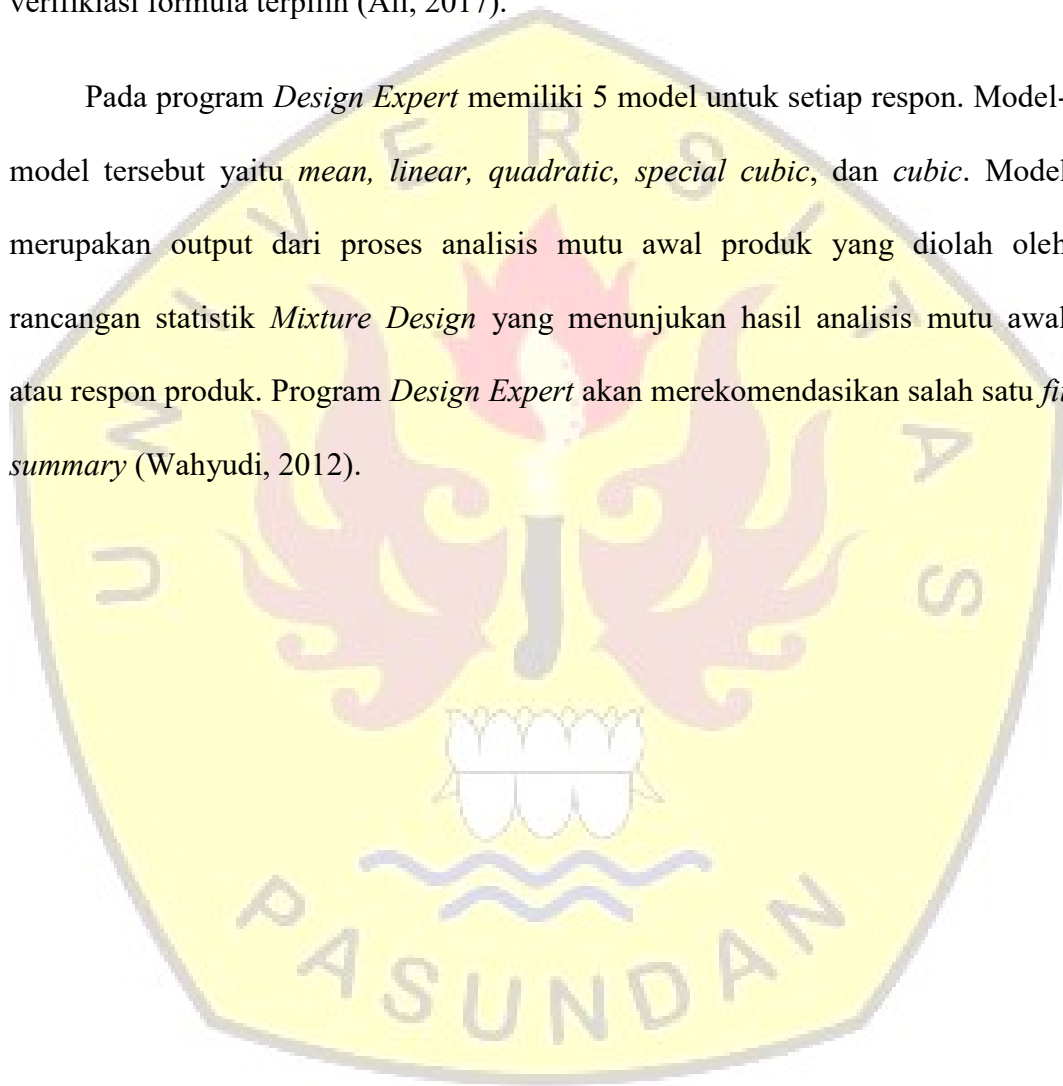 verifikiasi formula terpilih (Ali, 2017).
Pada program Design Expert memiliki 5 model untuk setiap respon. Model-
model tersebut yaitu mean, linear, quadratic, special cubic, dan cubic. Model
merupakan output dari proses analisis mutu awal produk yang diolah oleh
rancangan statistik Mixture Design yang menunjukan hasil analisis mutu awal
atau respon produk. Program Design Expert akan merekomendasikan salah satu fit
summary (Wahyudi, 2012).
UNIVERSITAS
PASUNDAN